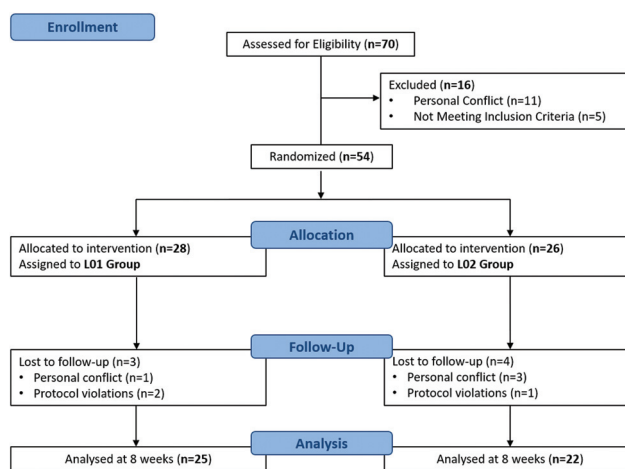 Enrollment
Assessed for Eligibility (n=70)
Excluded (n=16)
• Personal Conflict (n=11)
• Not Meeting Inclusion Criteria (n=5)
Randomized (n=54)
Allocation
Allocated to intervention (n=28)
Assigned to L01 Group
Allocated to intervention (n=26)
Assigned to L02 Group
Follow-Up
Lost to follow-up (n=3)
• Personal conflict (n=1)
• Protocol violations (n=2)
Lost to follow-up (n=4)
• Personal conflict (n=3)
• Protocol violations (n=1)
Analysis
Analysed at 8 weeks (n=25)
Analysed at 8 weeks (n=22)